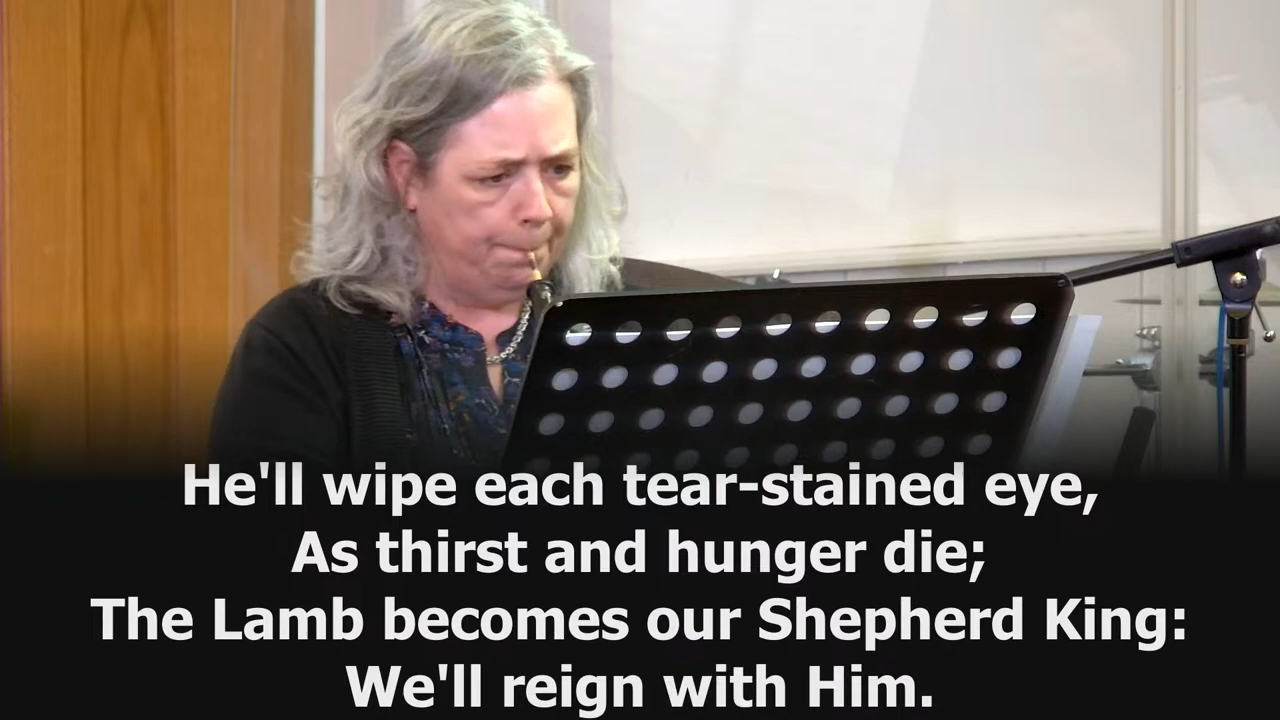 He'll wipe each tear-stained eye,
As thirst and hunger die;
The Lamb becomes our Shepherd King:
We'll reign with Him.